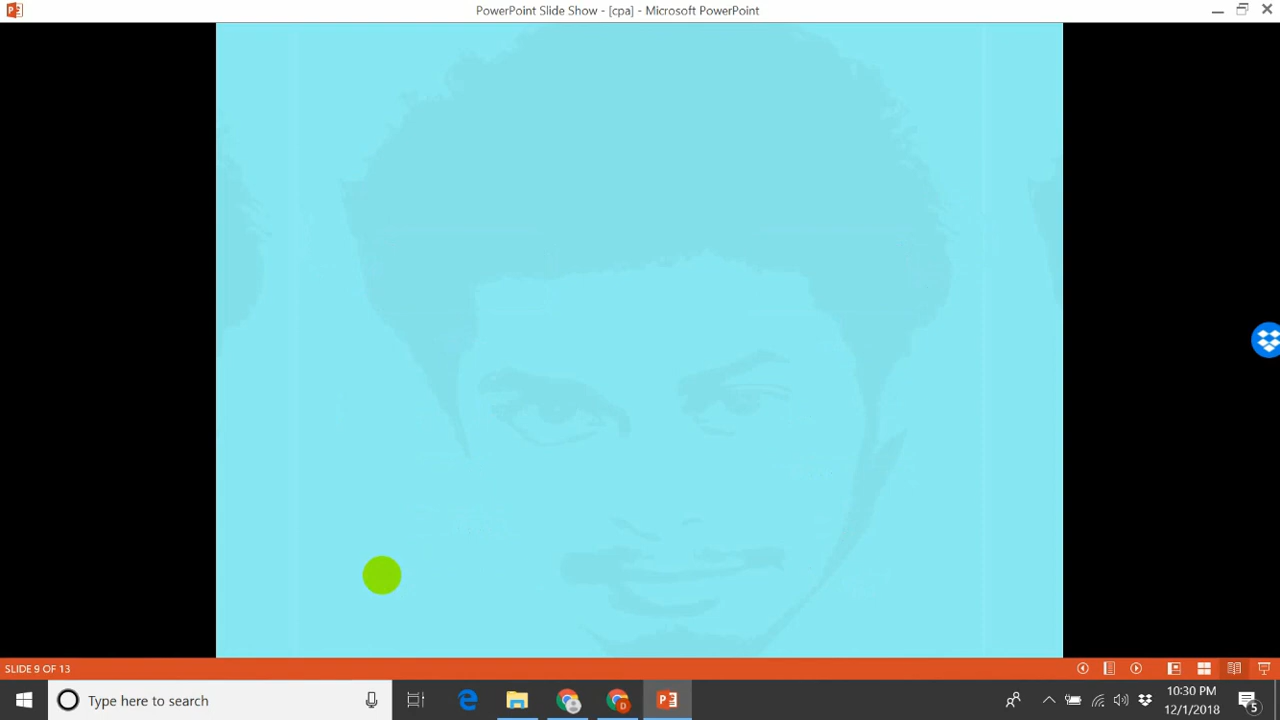 PowerPoint Slide Show - [cpa] - Microsoft PowerPoint
SLIDE 9 OF 13
Type here to search
10:30 PM
12/1/2018
5